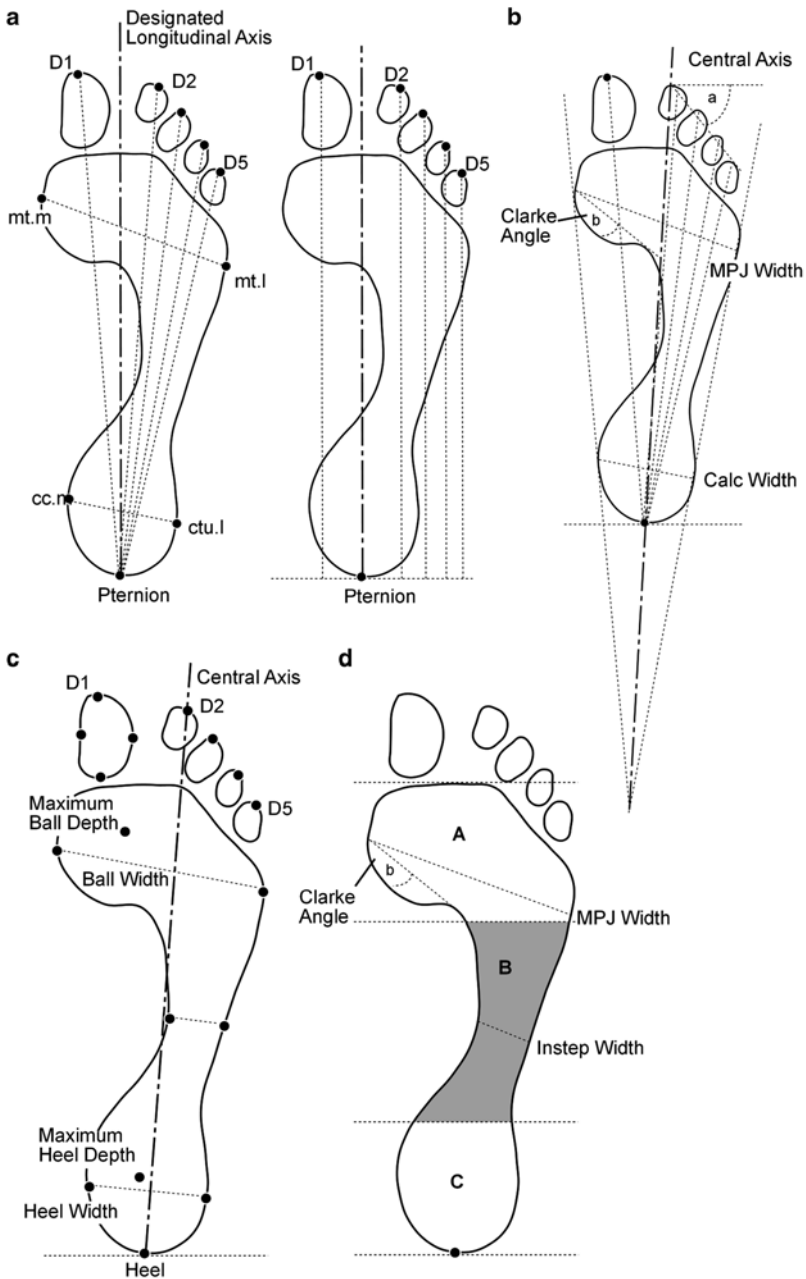 a
Designated
Longitudinal Axis
D1
D2
D5
mt.m
mt.l
cc.m
ctu.l
Pternion
D1
D2
D5
Pternion
b
Central Axis
a
Clarke
Angle
b
MPJ Width
Calc Width
c
Central Axis
D1
D2
D5
Maximum
Ball Depth
Ball Width
Maximum
Heel Depth
Heel Width
Heel
d
A
b
Clarke
Angle
MPJ Width
B
Instep Width
C